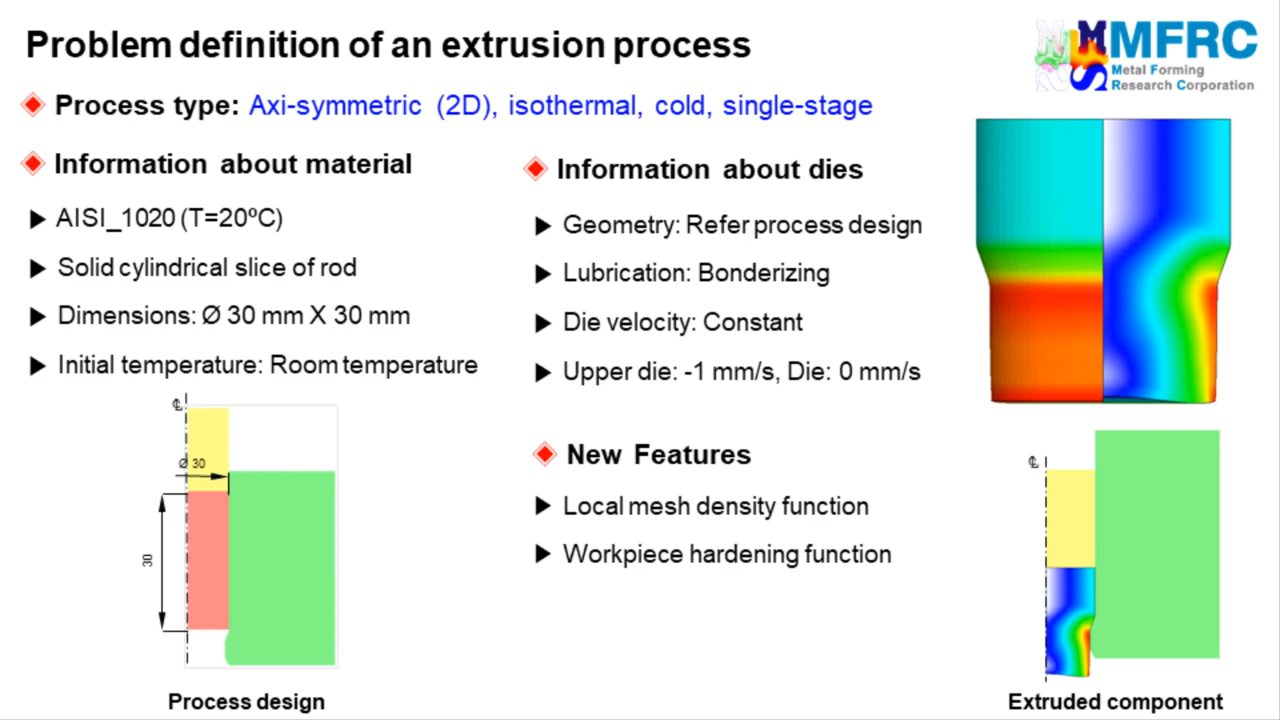 Problem definition of an extrusion process
MFRC
Metal Forming
Research Corporation
Process type: Axi-symmetric (2D), isothermal, cold, single-stage
Information about material
AISI_1020 (T=20ºC)
Solid cylindrical slice of rod
Dimensions: Ø 30 mm X 30 mm
Initial temperature: Room temperature
Information about dies
Geometry: Refer process design
Lubrication: Bonderizing
Die velocity: Constant
Upper die: -1 mm/s, Die: 0 mm/s
New Features
Local mesh density function
Workpiece hardening function
℄
Ø 30
30
Process design
℄
Extruded component